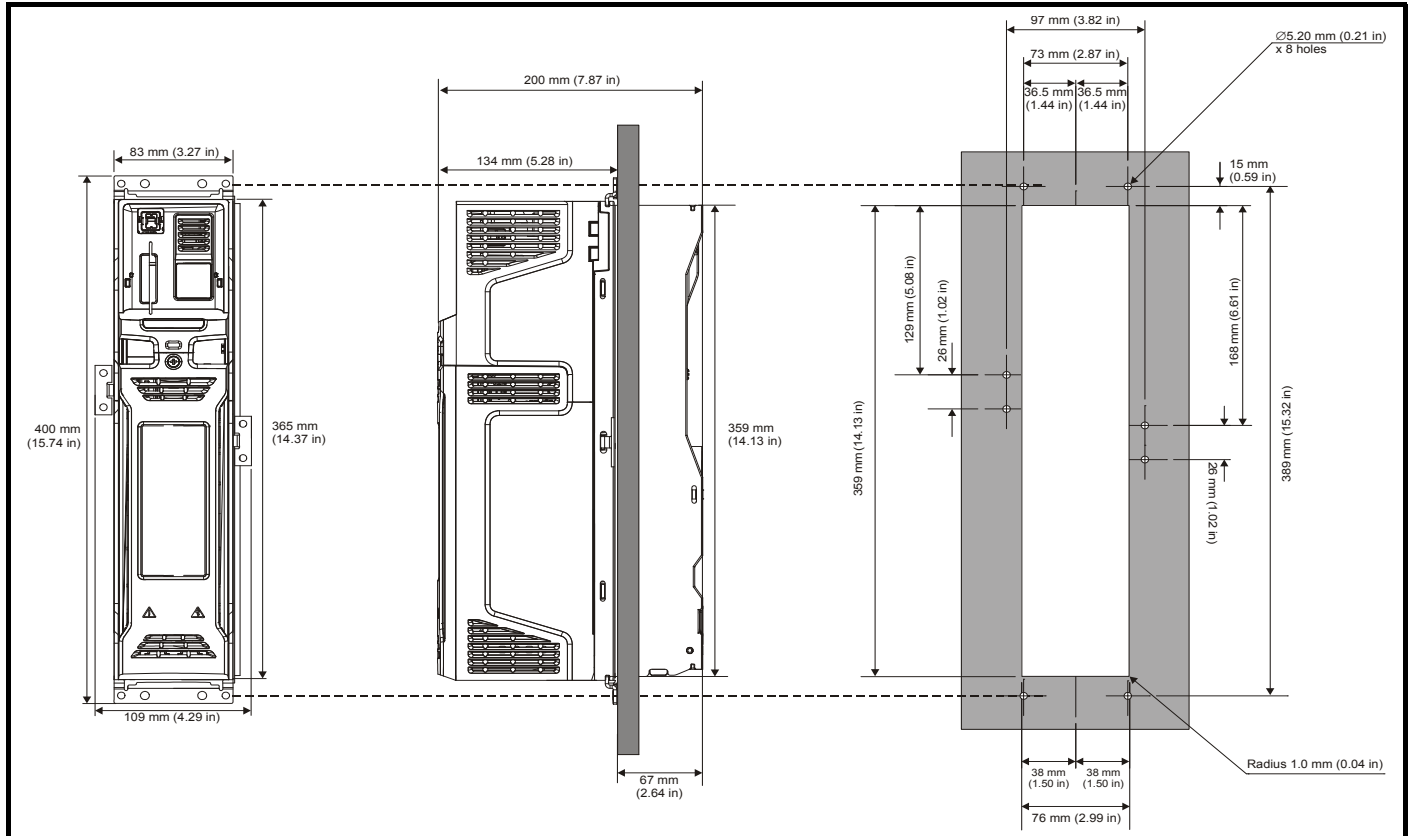 83 mm (3.27 in)
400 mm
(15.74 in)
365 mm
(14.37 in)
109 mm (4.29 in)
200 mm (7.87 in)
134 mm (5.28 in)
359 mm
(14.13 in)
67 mm
(2.64 in)
97 mm (3.82 in)
73 mm (2.87 in)
36.5 mm
(1.44 in)
36.5 mm
(1.44 in)
∅5.20 mm (0.21 in)
x 8 holes
15 mm
(0.59 in)
129 mm (5.08 in)
26 mm (1.02 in)
168 mm (6.61 in)
359 mm (14.13 in)
389 mm (15.32 in)
26 mm (1.02 in)
Radius 1.0 mm (0.04 in)
38 mm
(1.50 in)
38 mm
(1.50 in)
76 mm (2.99 in)